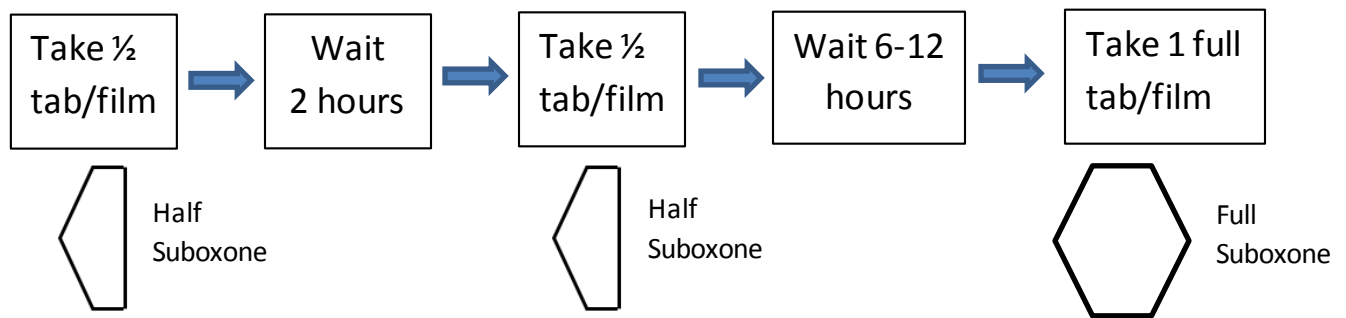 Take ½
tab/film
Wait
2 hours
Take ½
tab/film
Wait 6-12
hours
Take 1 full
tab/film
Half
Suboxone
Half
Suboxone
Full
Suboxone